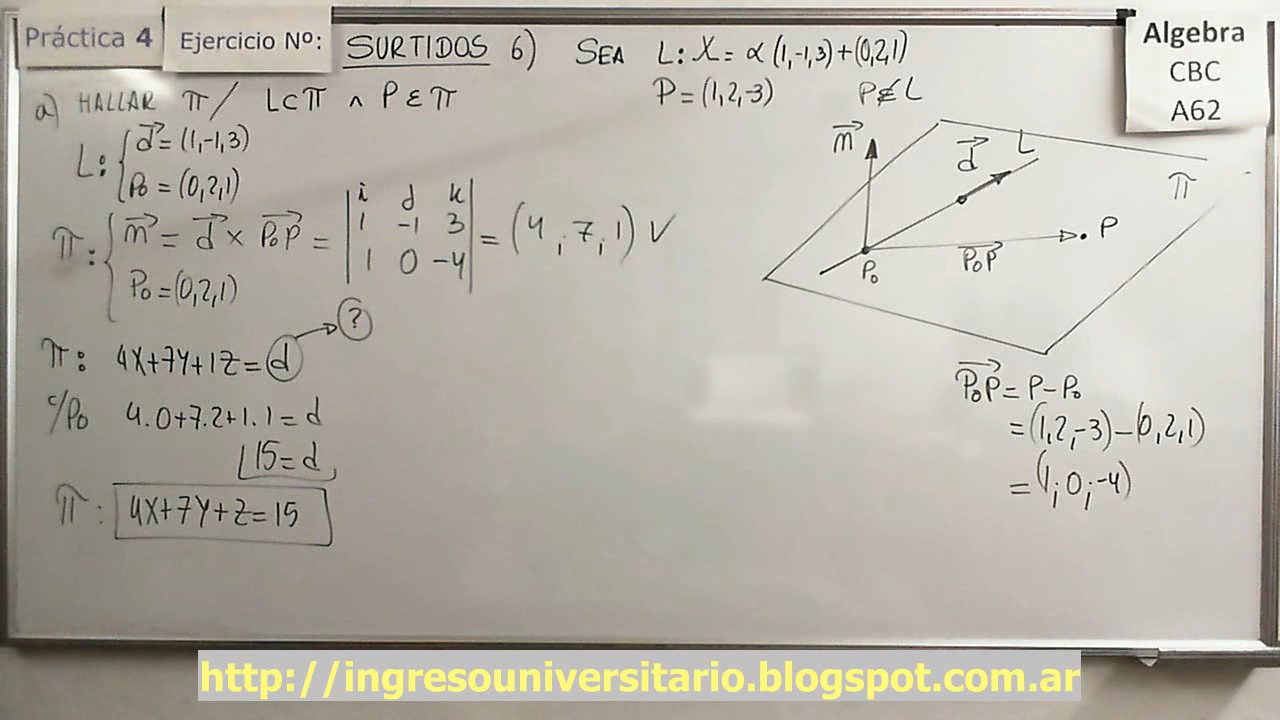 Práctica 4 Ejercicio Nº: SURTIDOS 6) SEA L: X = α (1,-1,3) + (0,2,1)
P = (1,2,-3) P ∉ L
Algebra
CBC
A62
a) HALLAR π / L ⊂ π ∧ P ∈ π
L: { d⃗ = (1,-1,3)
P₀ = (0,2,1)
π: { m⃗ = d⃗ × P₀P⃗ = | i j k | = (4, 7, 1) ✓
| 1 -1 3 |
| 1 0 -4 |
P₀ = (0,2,1)
π: 4X+7Y+1Z = d → ?
c/P₀ 4.0+7.2+1.1 = d
15 = d
π: 4X+7Y+Z=15
m⃗ d⃗ L π
P₀ P₀P⃗ P
P₀P⃗ = P - P₀
= (1,2,-3) - (0,2,1)
= (1; 0; -4)
http://ingresouniversitario.blogspot.com.ar